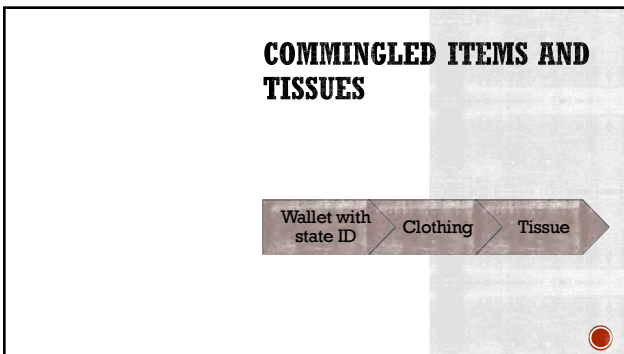 COMMINGLED ITEMS AND
TISSUES
Wallet with
state ID
Clothing
Tissue